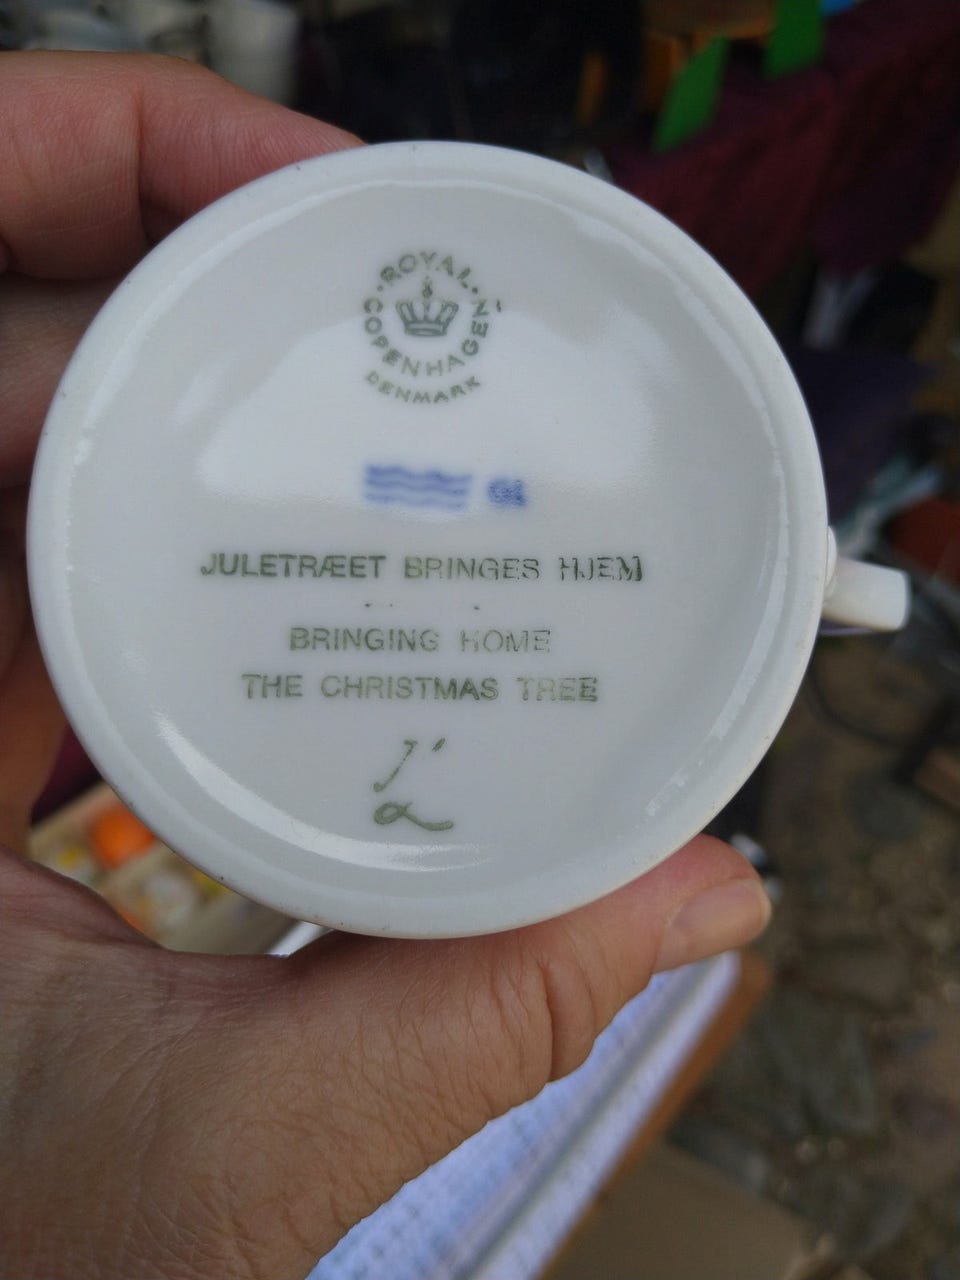 ROYAL
COPENHAGEN
DENMARK
JULETRÆET BRINGES HJEM
BRINGING HOME
THE CHRISTMAS TREE